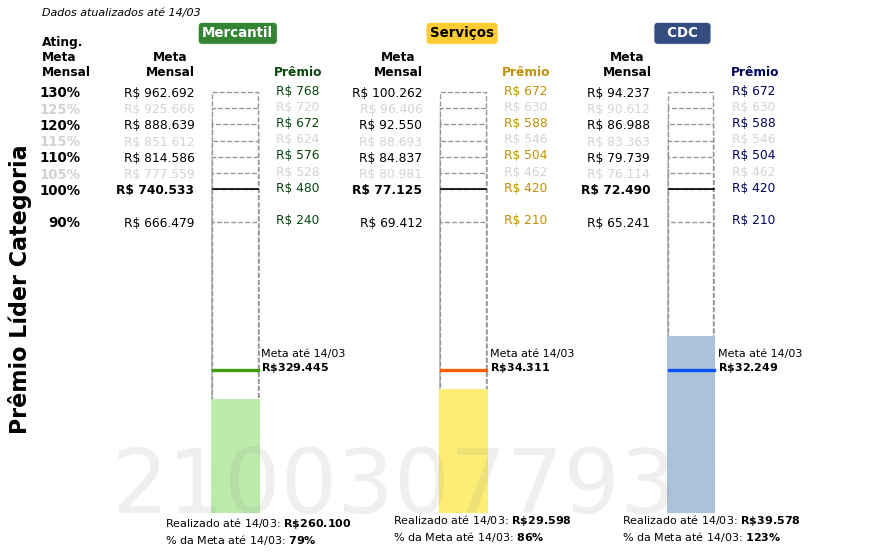 Dados atualizados até 14/03
Mercantil Serviços CDC
Ating. Meta Mensal Meta Mensal Prêmio Meta Mensal Prêmio Meta Mensal Prêmio
130% R$ 962.692 R$ 768 R$ 100.262 R$ 672 R$ 94.237 R$ 672
125% R$ 925.666 R$ 720 R$ 96.406 R$ 630 R$ 90.612 R$ 630
120% R$ 888.639 R$ 672 R$ 92.550 R$ 588 R$ 86.988 R$ 588
115% R$ 851.612 R$ 624 R$ 88.693 R$ 546 R$ 83.363 R$ 546
110% R$ 814.586 R$ 576 R$ 84.837 R$ 504 R$ 79.739 R$ 504
105% R$ 777.559 R$ 528 R$ 80.981 R$ 462 R$ 76.114 R$ 462
100% R$ 740.533 R$ 480 R$ 77.125 R$ 420 R$ 72.490 R$ 420
90% R$ 666.479 R$ 240 R$ 69.412 R$ 210 R$ 65.241 R$ 210
Prêmio Líder Categoria
Meta até 14/03 Meta até 14/03 Meta até 14/03
R$329.445 R$34.311 R$32.249
2100307793
Realizado até 14/03: R$260.100 Realizado até 14/03: R$29.598 Realizado até 14/03: R$39.578
% da Meta até 14/03: 79% % da Meta até 14/03: 86% % da Meta até 14/03: 123%